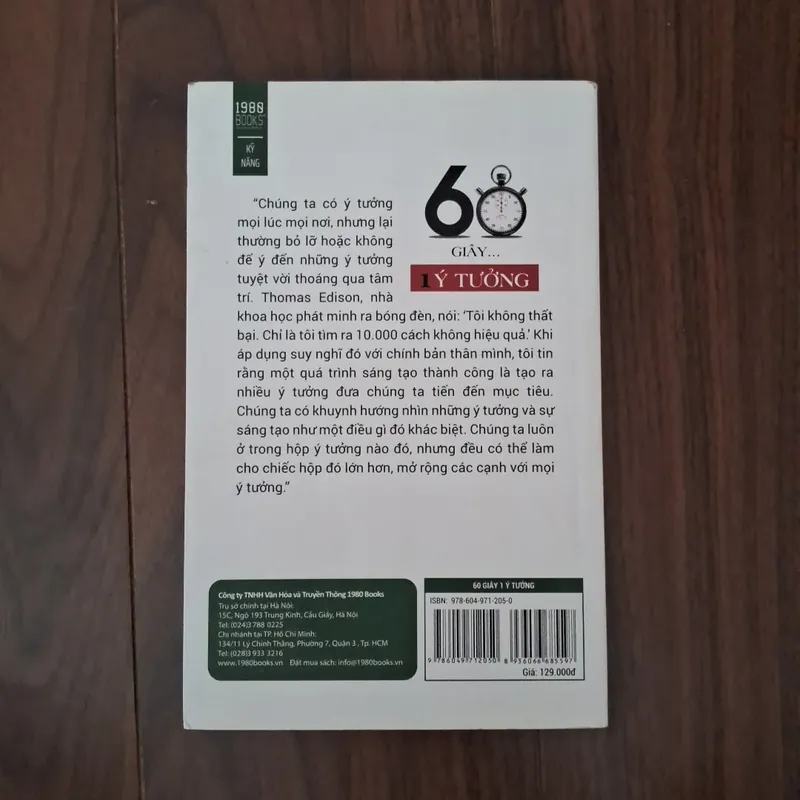 1980
BOOKS
KỸ
NĂNG
60
GIÂY...
1 Ý TƯỞNG
“Chúng ta có ý tưởng
mọi lúc mọi nơi, nhưng lại
thường bỏ lỡ hoặc không
để ý đến những ý tưởng
tuyệt vời thoáng qua tâm
trí. Thomas Edison, nhà
khoa học phát minh ra bóng đèn, nói: ‘Tôi không thất
bại. Chỉ là tôi tìm ra 10.000 cách không hiệu quả.’ Khi
áp dụng suy nghĩ đó với chính bản thân mình, tôi tin
rằng một quá trình sáng tạo thành công là tạo ra
nhiều ý tưởng đưa chúng ta tiến đến mục tiêu.
Chúng ta có khuynh hướng nhìn những ý tưởng và sự
sáng tạo như một điều gì đó khác biệt. Chúng ta luôn
ở trong hộp ý tưởng nào đó, nhưng đều có thể làm
cho chiếc hộp đó lớn hơn, mở rộng các cạnh với mọi
ý tưởng.”
Công ty TNHH Văn Hóa và Truyền Thông 1980 Books
Trụ sở chính tại Hà Nội:
15C, Ngõ 193 Trung Kính, Cầu Giấy, Hà Nội
Tel: (024)3 788 0225
Chi nhánh tại TP. Hồ Chí Minh:
134/11 Lý Chính Thắng, Phường 7, Quận 3 , Tp. HCM
Tel: (028)3 933 3216
www.1980books.vn Đặt mua sách: info@1980books.vn
60 GIÂY 1 Ý TƯỞNG
ISBN: 978-604-971-205-0
9 786049 712050 8 936066 685597
Giá: 129.000đ